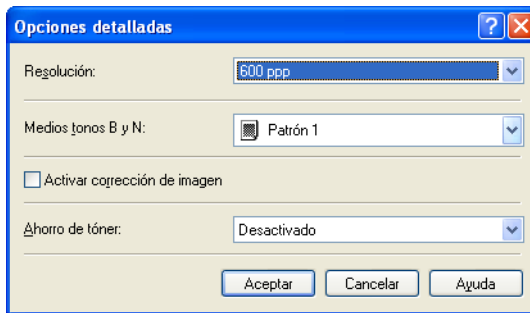 Opciones detalladas
Resolución: 600 ppp
Medios tonos B y N: Patrón 1
Activar corrección de imagen
Ahorro de tóner: Desactivado
Aceptar Cancelar Ayuda